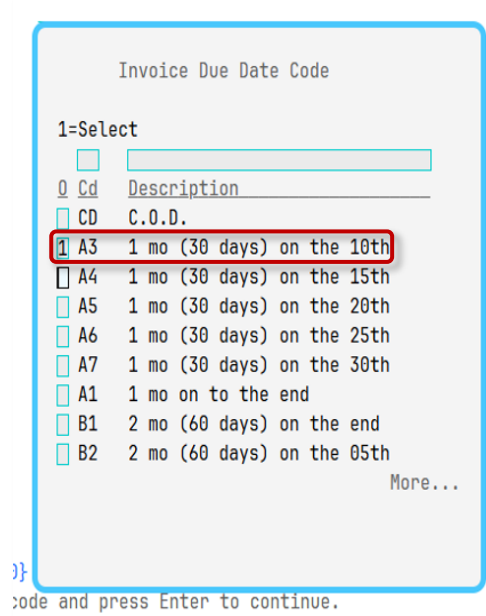 Invoice Due Date Code
1=Select
O Cd Description
CD C.O.D.
1 A3 1 mo (30 days) on the 10th
A4 1 mo (30 days) on the 15th
A5 1 mo (30 days) on the 20th
A6 1 mo (30 days) on the 25th
A7 1 mo (30 days) on the 30th
A1 1 mo on to the end
B1 2 mo (60 days) on the end
B2 2 mo (60 days) on the 05th
More...
}
code and press Enter to continue.